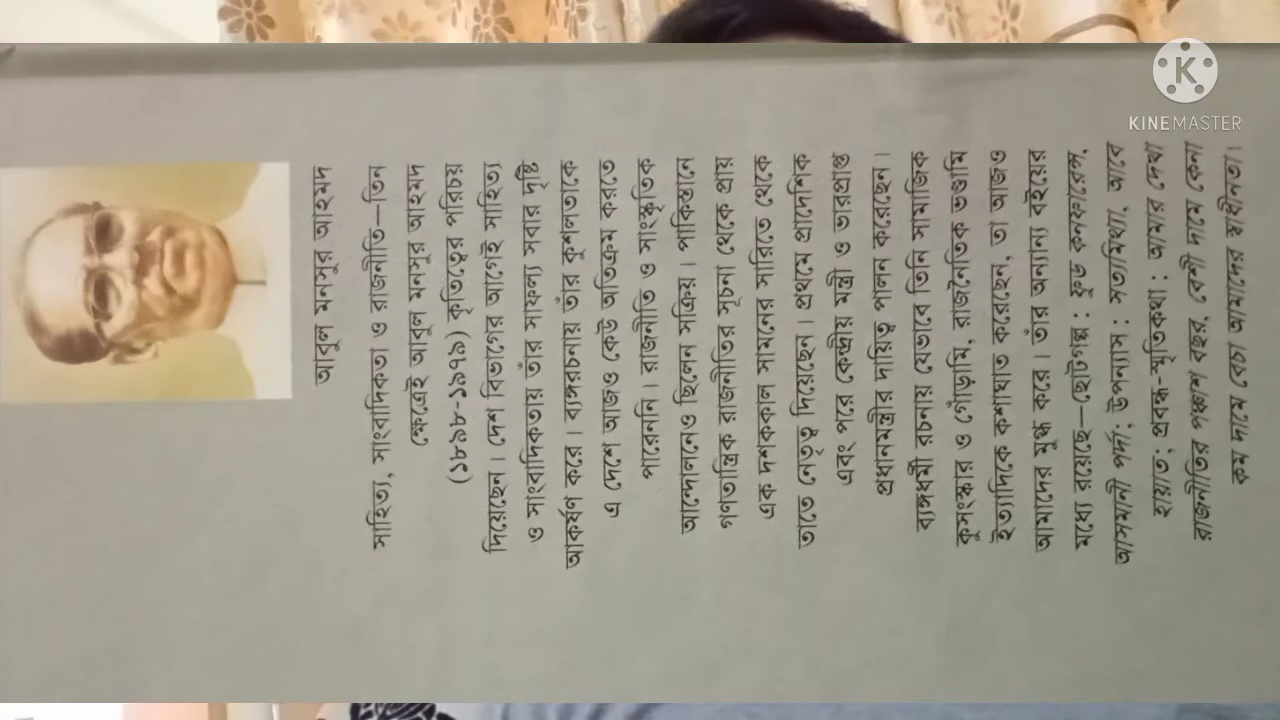 আবুল মনসুর আহমদ
সাহিত্য, সাংবাদিকতা ও রাজনীতি—তিন
ক্ষেত্রেই আবুল মনসুর আহমদ
(১৮৯৮-১৯৭৯) কৃতিত্বের পরিচয়
দিয়েছেন। দেশ বিভাগের আগেই সাহিত্য
ও সাংবাদিকতায় তাঁর সাফল্য সবার দৃষ্টি
আকর্ষণ করে। ব্যঙ্গরচনায় তাঁর কুশলতাকে
এ দেশে আজও কেউ অতিক্রম করতে
পারেননি। রাজনীতি ও সাংস্কৃতিক
আন্দোলনেও ছিলেন সক্রিয়। পাকিস্তানে
গণতান্ত্রিক রাজনীতির সূচনা থেকে প্রায়
এক দশককাল সামনের সারিতে থেকে
তাতে নেতৃত্ব দিয়েছেন। প্রথমে প্রাদেশিক
এবং পরে কেন্দ্রীয় মন্ত্রী ও ভারপ্রাপ্ত
প্রধানমন্ত্রীর দায়িত্ব পালন করেছেন।
ব্যঙ্গধর্মী রচনায় যেভাবে তিনি সামাজিক
কুসংস্কার ও গোঁড়ামি, রাজনৈতিক ভণ্ডামি
ইত্যাদিকে কশাঘাত করেছেন, তা আজও
আমাদের মুগ্ধ করে। তাঁর অন্যান্য বইয়ের
মধ্যে রয়েছে—ছোটগল্প : ফুড কনফারেন্স,
আসমানী পর্দা; উপন্যাস : সত্যমিথ্যা, আবে
হায়াত; প্রবন্ধ-স্মৃতিকথা : আমার দেখা
রাজনীতির পঞ্চাশ বছর, বেশী দামে কেনা
কম দামে বেচা আমাদের স্বাধীনতা।
KINEMASTER